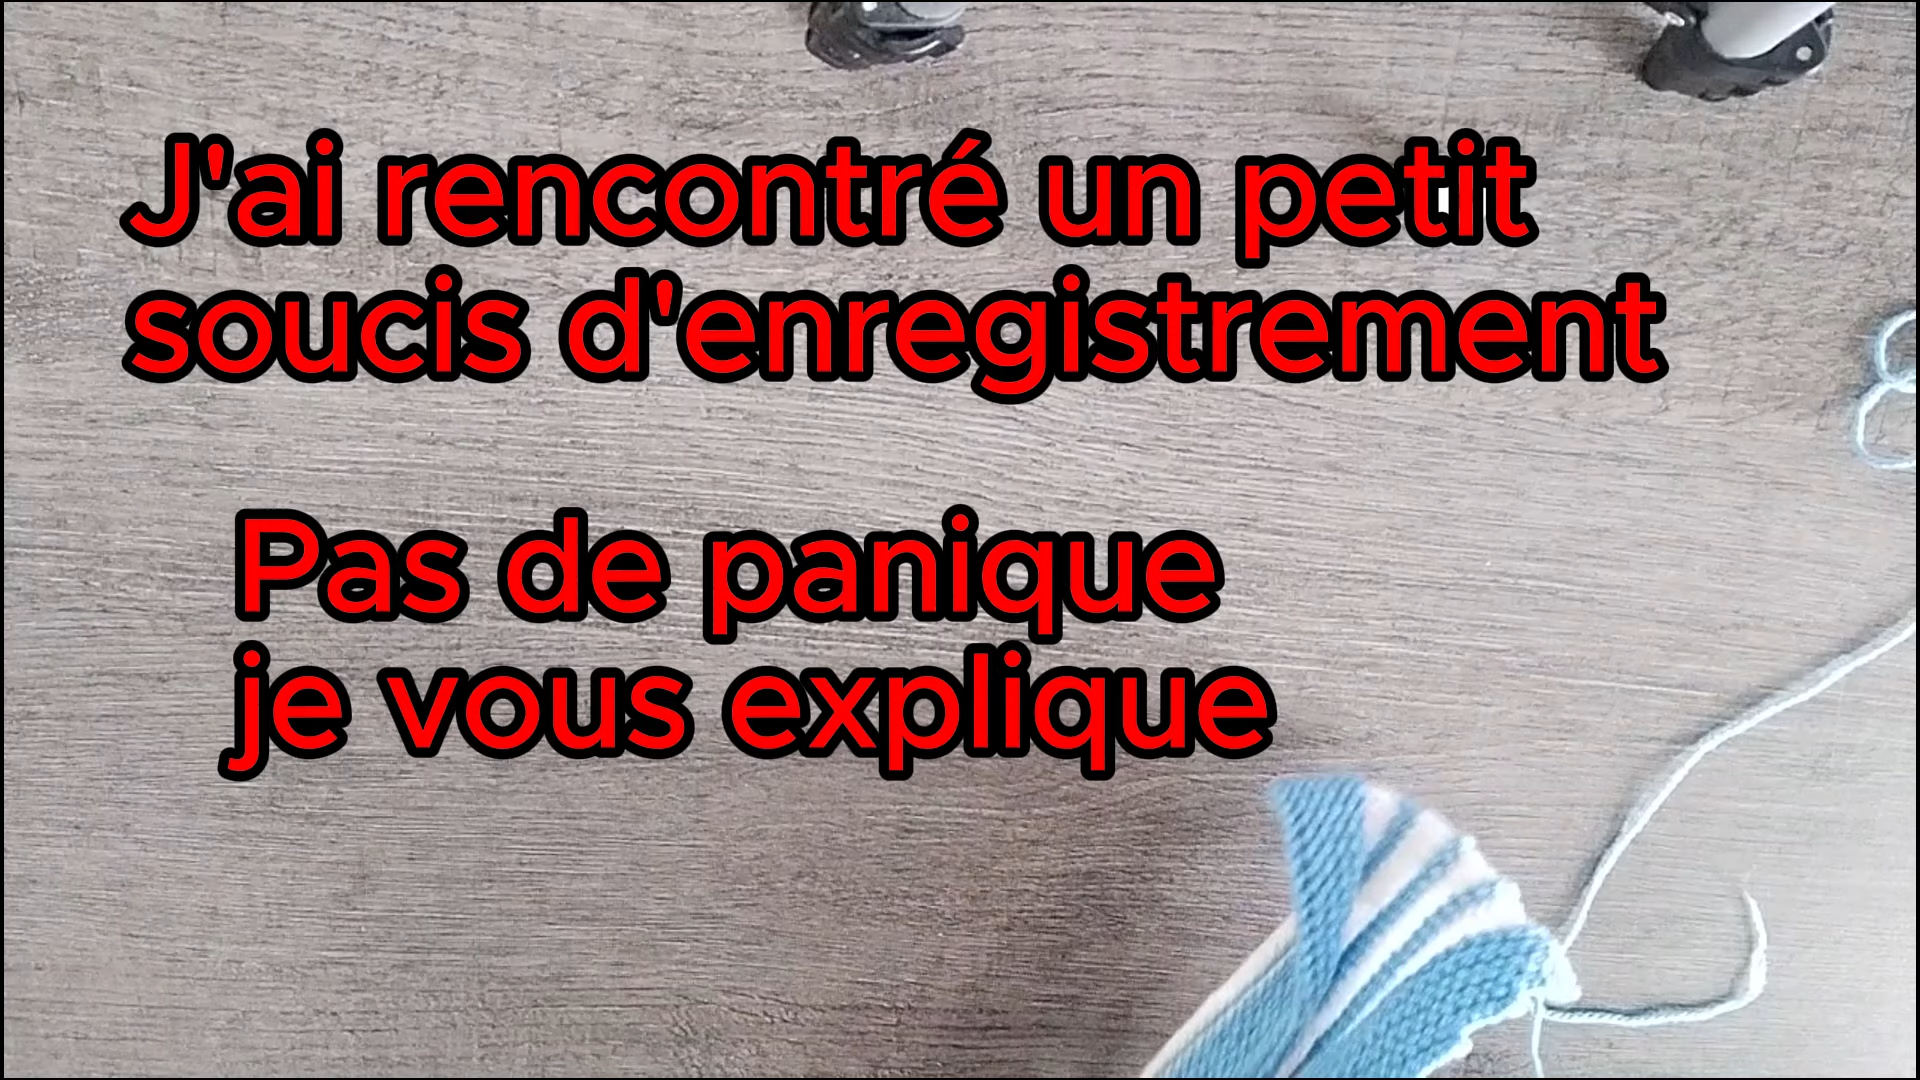 J'ai rencontré un petit
soucis d'enregistrement
Pas de panique
je vous explique